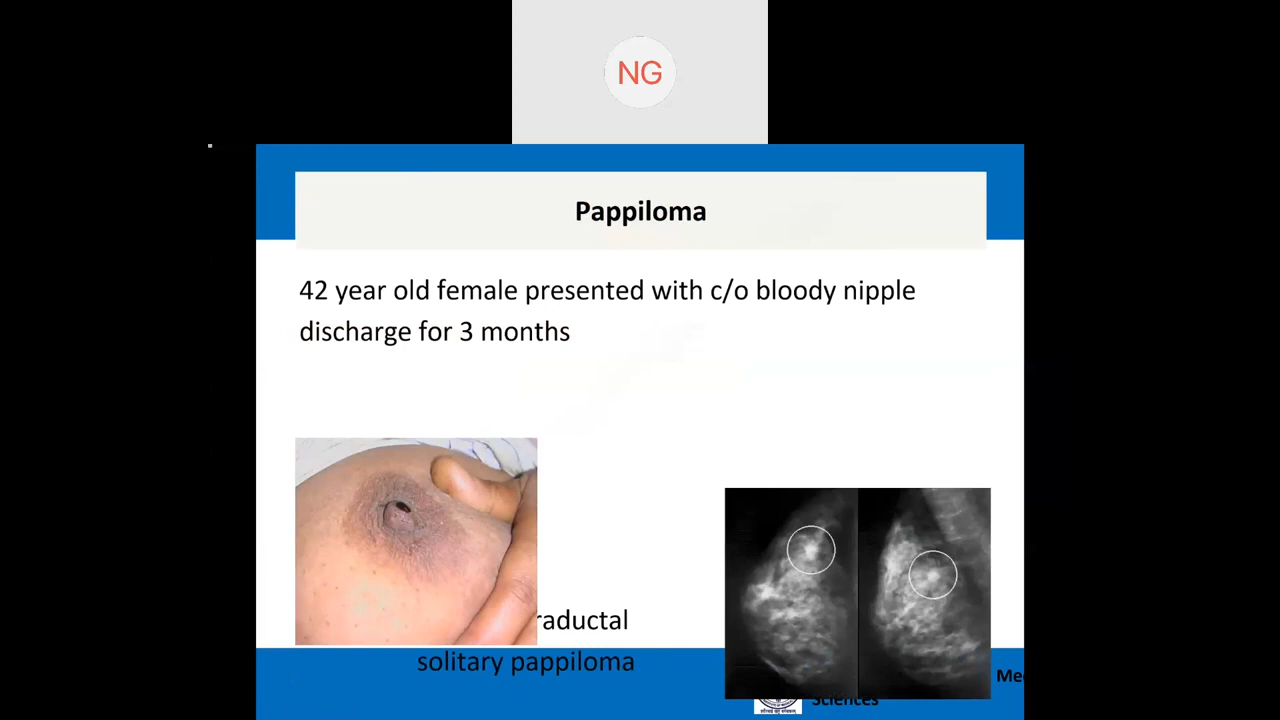 NG
Pappiloma
42 year old female presented with c/o bloody nipple
discharge for 3 months
raductal
solitary pappiloma
Me
Sciences